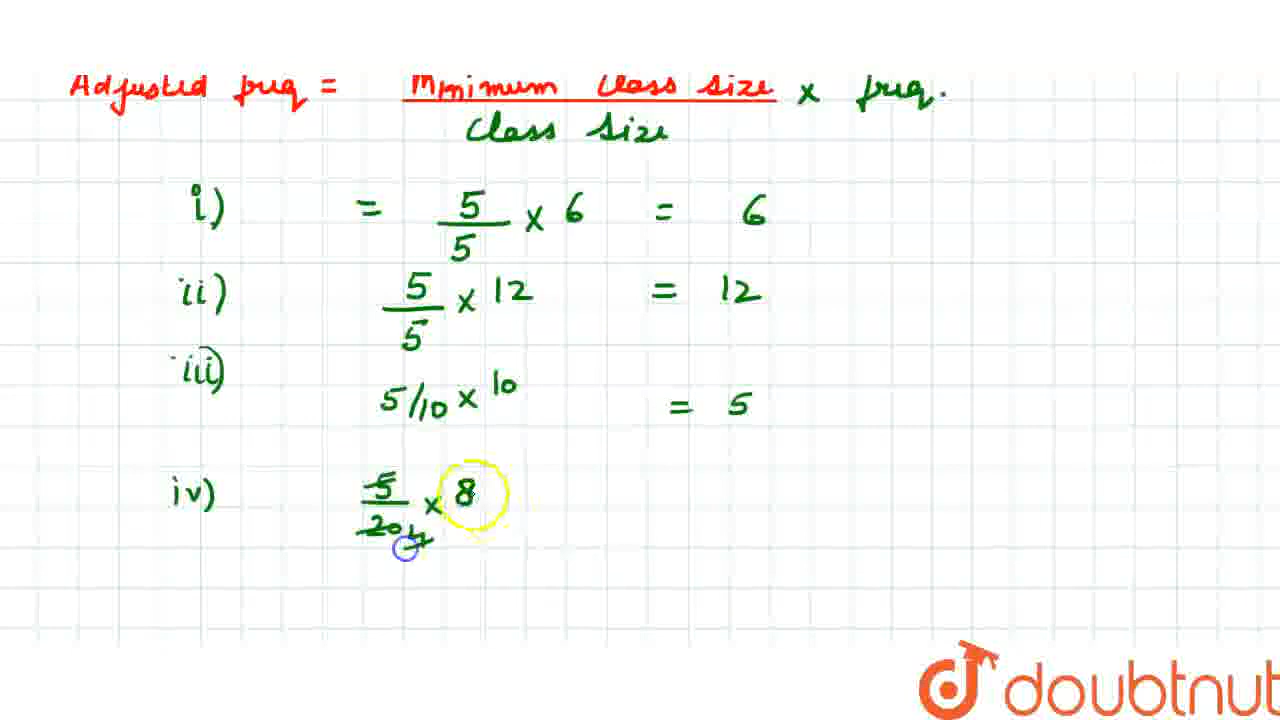 Adjusted freq = Minimum class size / class size × freq.
i) = 5/5 × 6 = 6
ii) 5/5 × 12 = 12
iii) 5/10 × 10 = 5
iv) 5/20 4 × 8
doubtnut